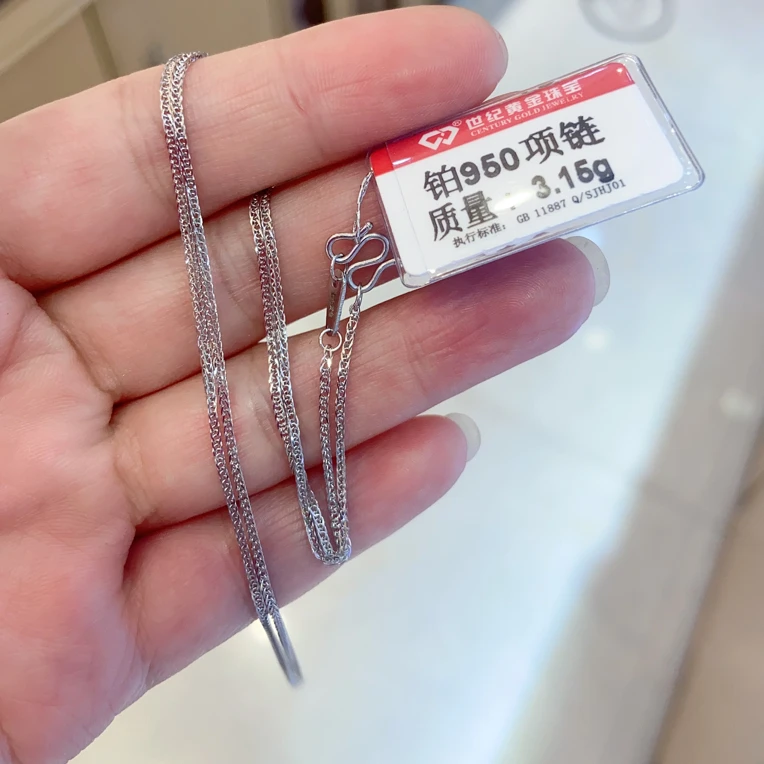 世纪黄金珠宝®
CENTURY GOLD JEWELRY
铂950项链
质量：3.15g
执行标准：GB 11887 Q/SJHJ01